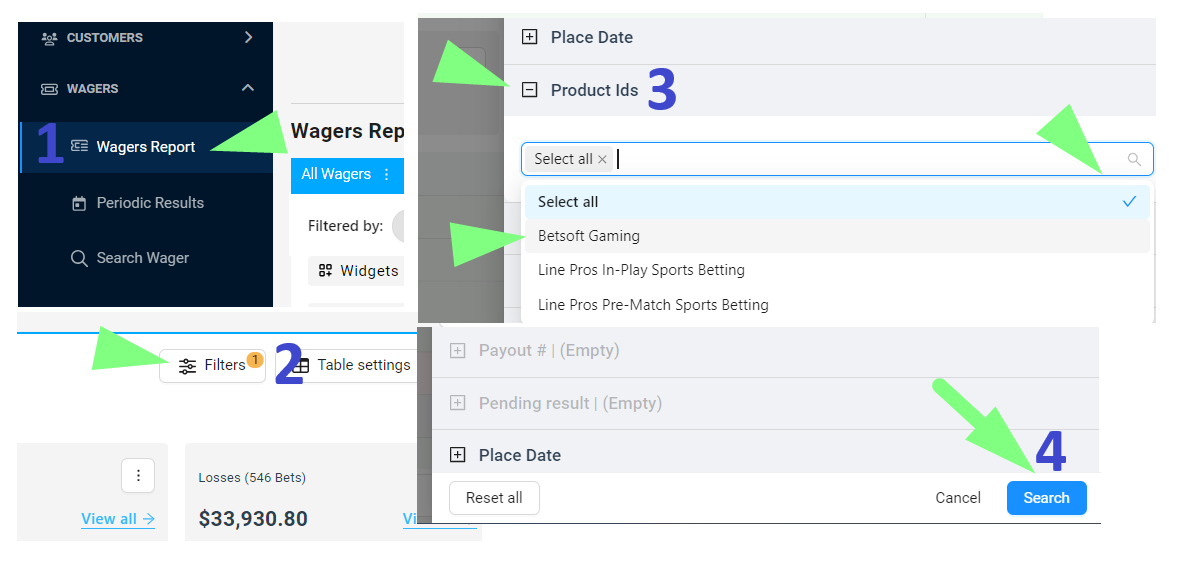 CUSTOMERS
WAGERS
1
Wagers Report
Periodic Results
Search Wager
Wagers Rep
All Wagers
Filtered by:
Widgets
Filters 1
2
Table settings
Losses (546 Bets)
View all →
$33,930.80
Vi
Place Date
Product Ids
3
Select all ×
Select all
Betsoft Gaming
Line Pros In-Play Sports Betting
Line Pros Pre-Match Sports Betting
Payout # | (Empty)
Pending result | (Empty)
Place Date
4
Reset all
Cancel
Search